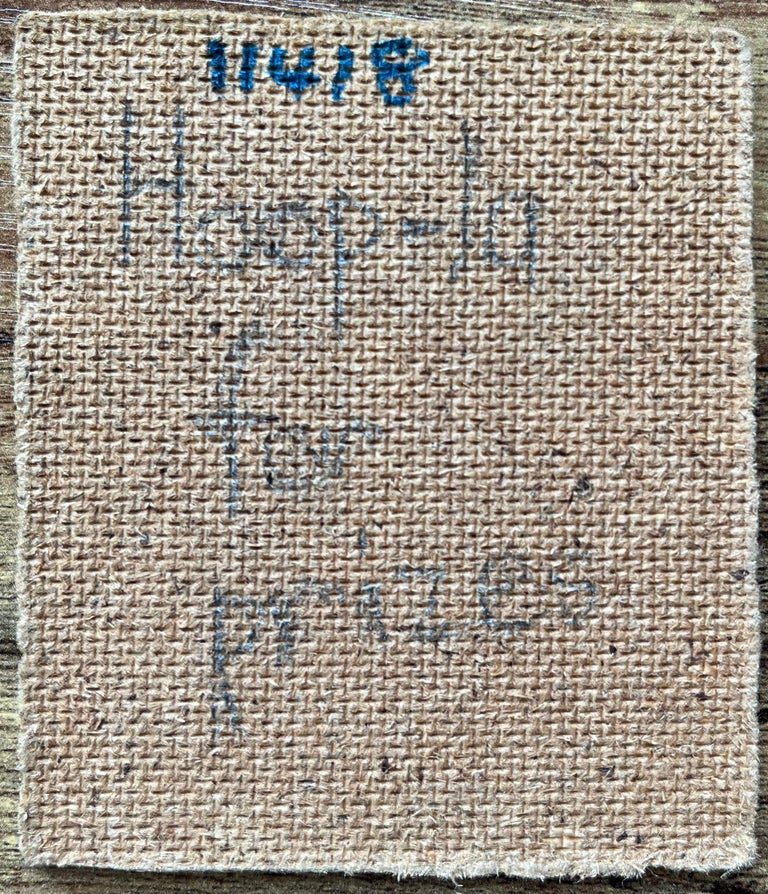 11418
Hoop-la
for
prizes